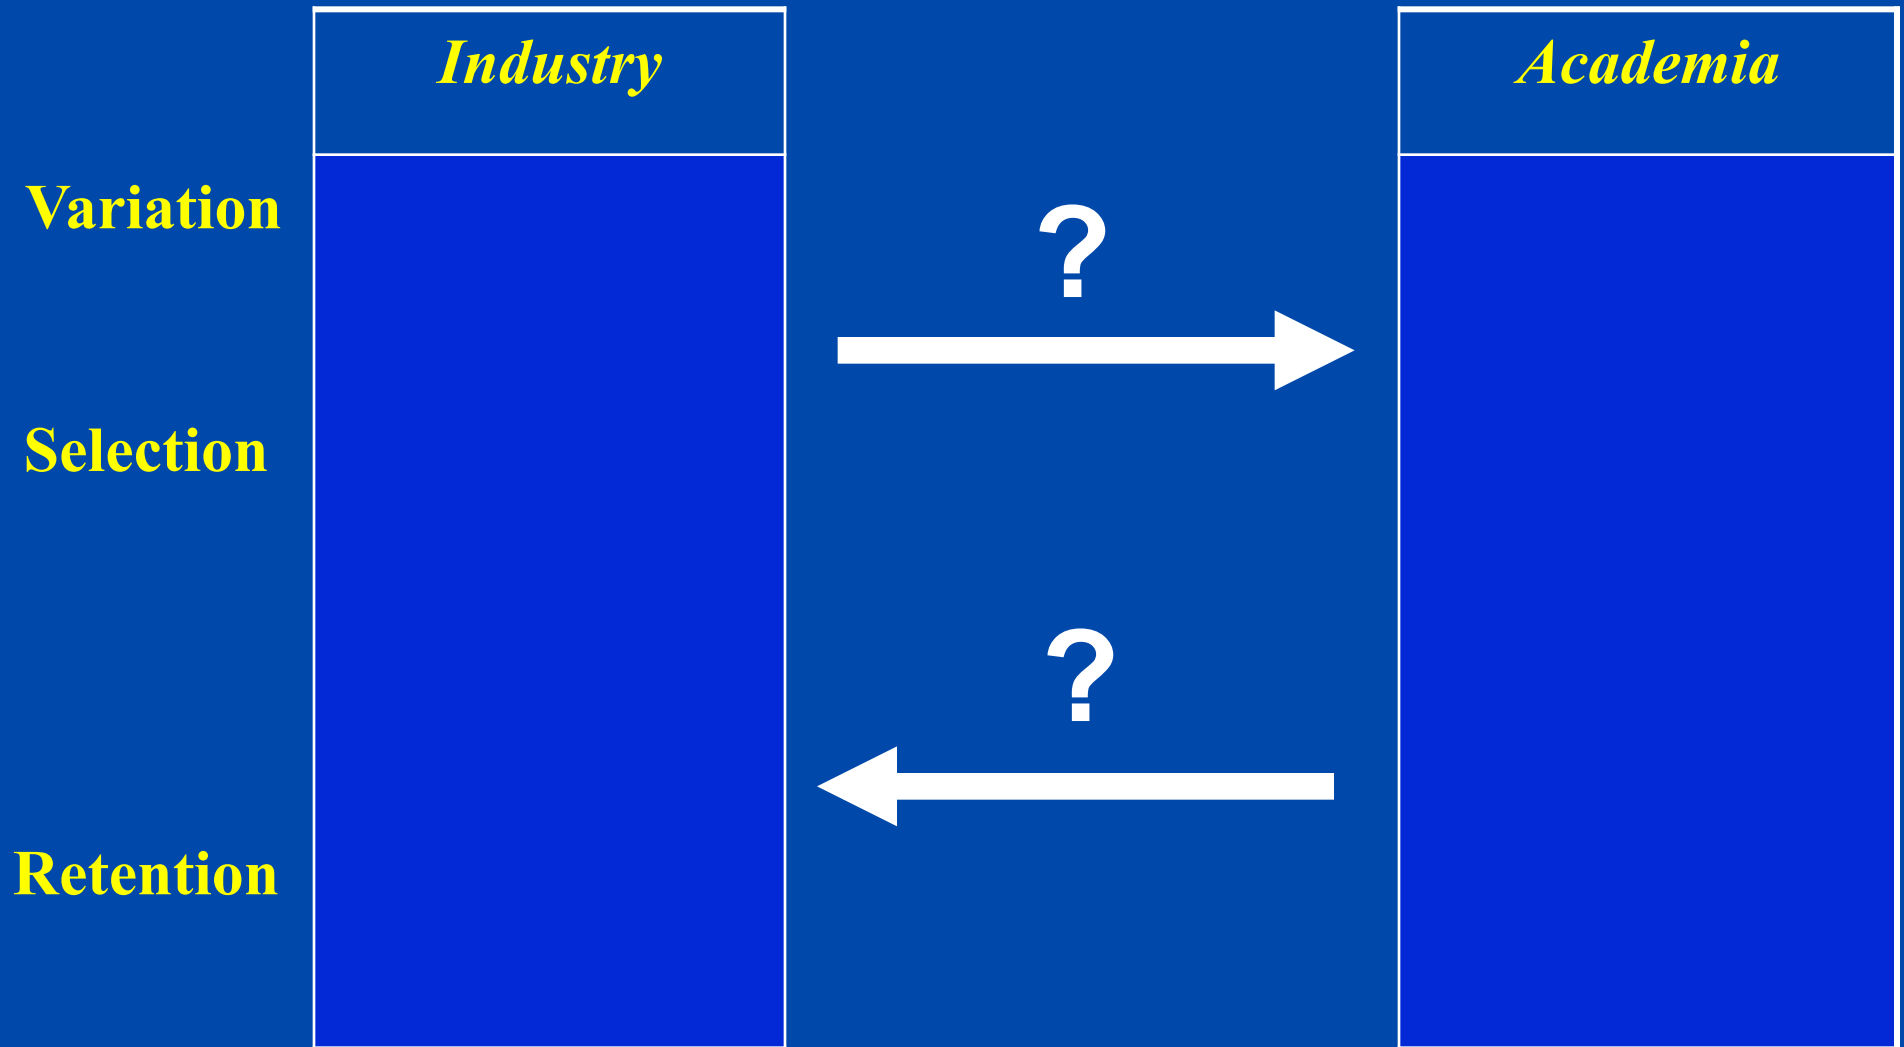 Industry
Academia
Variation
?
Selection
?
Retention